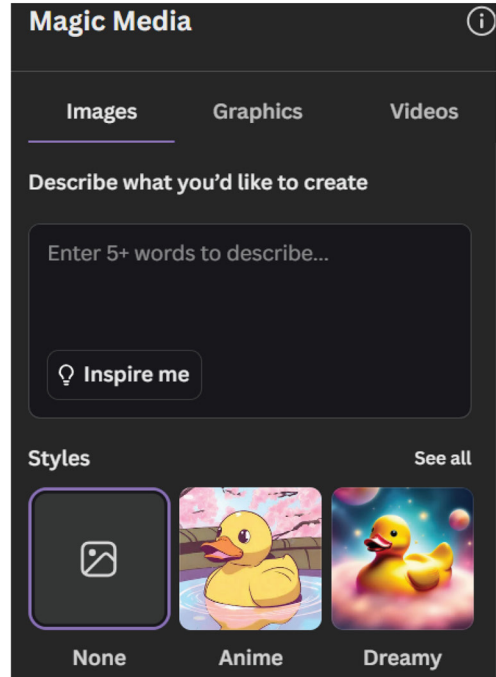 Magic Media
Images Graphics Videos
Describe what you'd like to create
Enter 5+ words to describe...
Inspire me
Styles See all
None Anime Dreamy